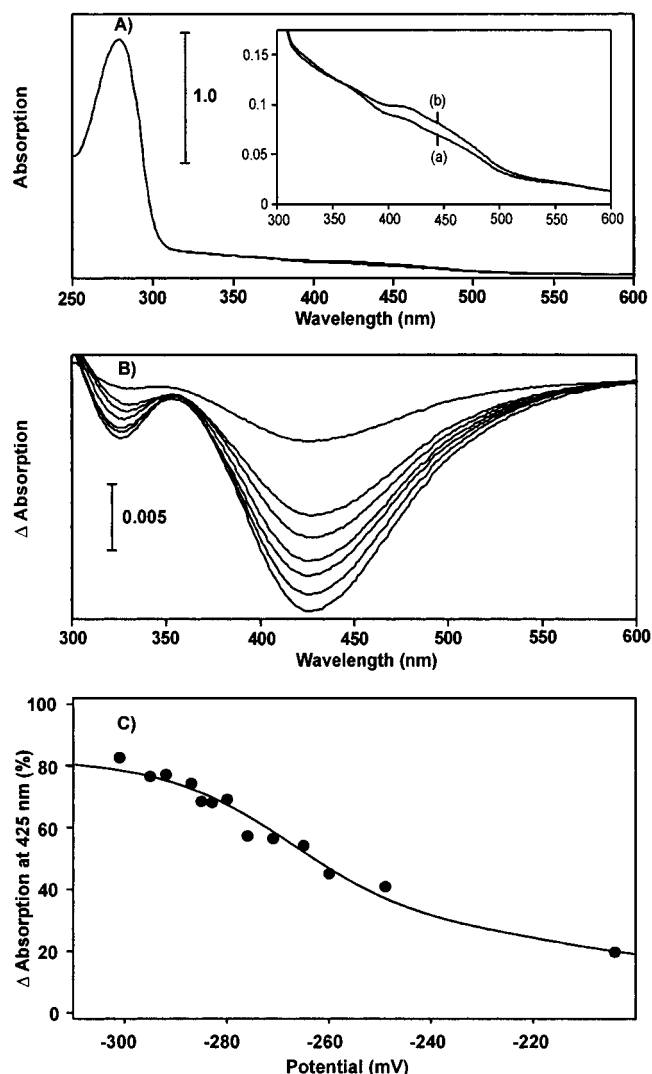 A)
1.0
Absorption
0.15
0.1
0.05
0
(b)
(a)
300 350 400 450 500 550 600
250 300 350 400 450 500 550 600
Wavelength (nm)
B)
Δ Absorption
0.005
300 350 400 450 500 550 600
Wavelength (nm)
C)
Δ Absorption at 425 nm (%)
100
80
60
40
20
0
-300 -280 -260 -240 -220
Potential (mV)